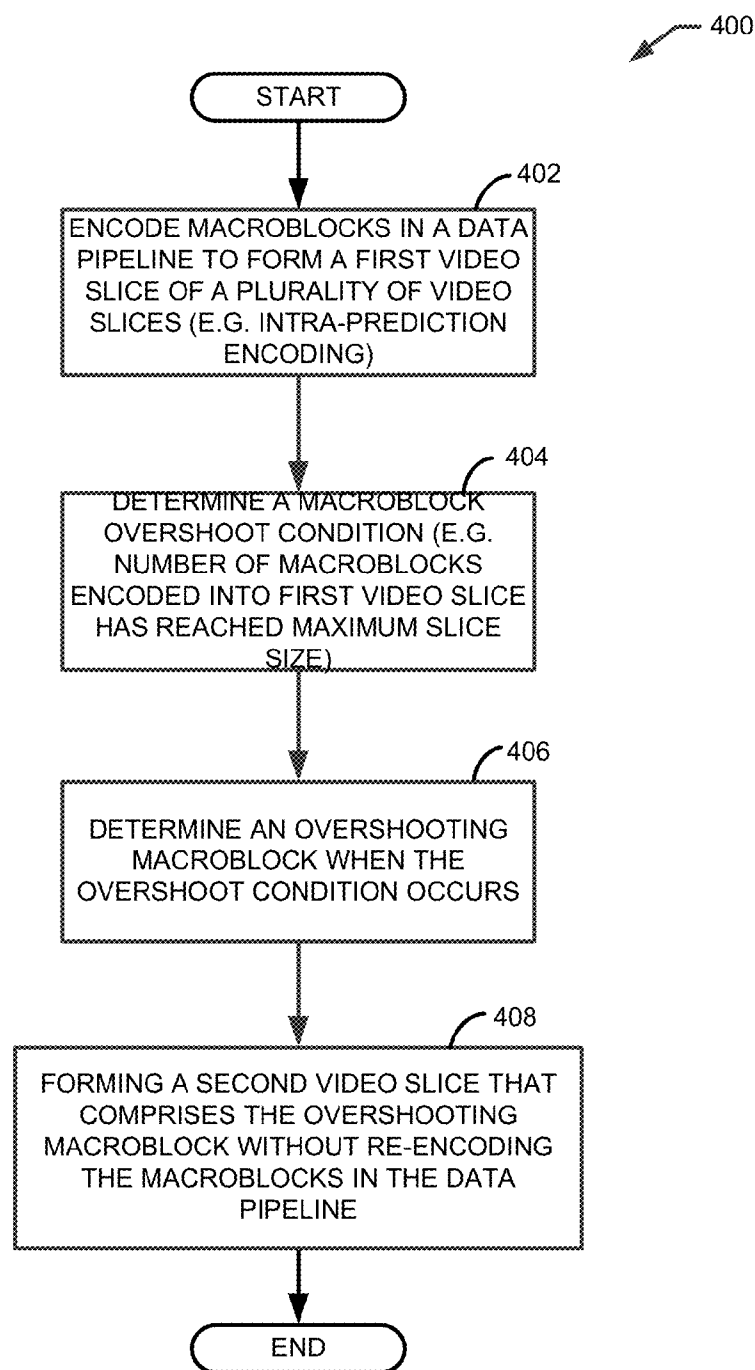 400
START
402
ENCODE MACROBLOCKS IN A DATA
PIPELINE TO FORM A FIRST VIDEO
SLICE OF A PLURALITY OF VIDEO
SLICES (E.G. INTRA-PREDICTION
ENCODING)
404
DETERMINE A MACROBLOCK
OVERSHOOT CONDITION (E.G.
NUMBER OF MACROBLOCKS
ENCODED INTO FIRST VIDEO SLICE
HAS REACHED MAXIMUM SLICE
SIZE)
406
DETERMINE AN OVERSHOOTING
MACROBLOCK WHEN THE
OVERSHOOT CONDITION OCCURS
408
FORMING A SECOND VIDEO SLICE THAT
COMPRISES THE OVERSHOOTING
MACROBLOCK WITHOUT RE-ENCODING
THE MACROBLOCKS IN THE DATA
PIPELINE
END